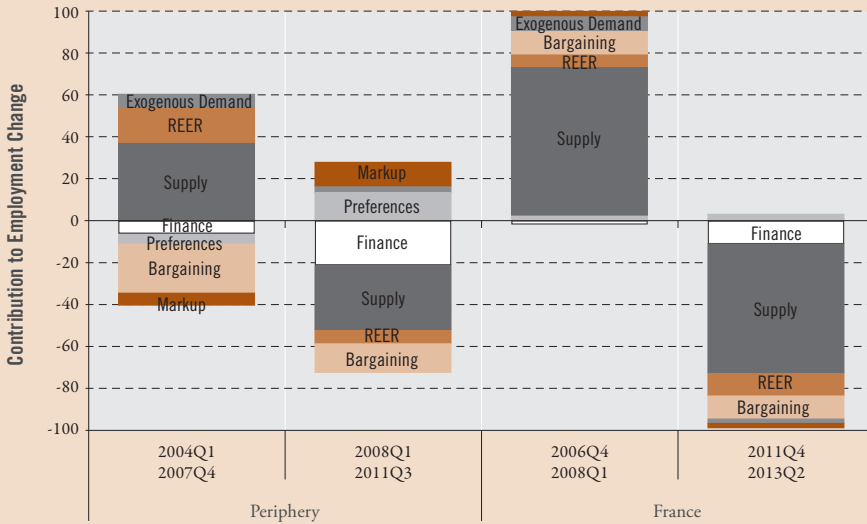 Contribution to Employment Change
100
80
60
40
20
0
-20
-40
-60
-80
-100
Exogenous Demand
REER
Supply
Finance
Preferences
Bargaining
Markup
Markup
Preferences
Finance
Supply
REER
Bargaining
Exogenous Demand
Bargaining
REER
Supply
Finance
Supply
REER
Bargaining
2004Q1
2007Q4
2008Q1
2011Q3
2006Q4
2008Q1
2011Q4
2013Q2
Periphery
France